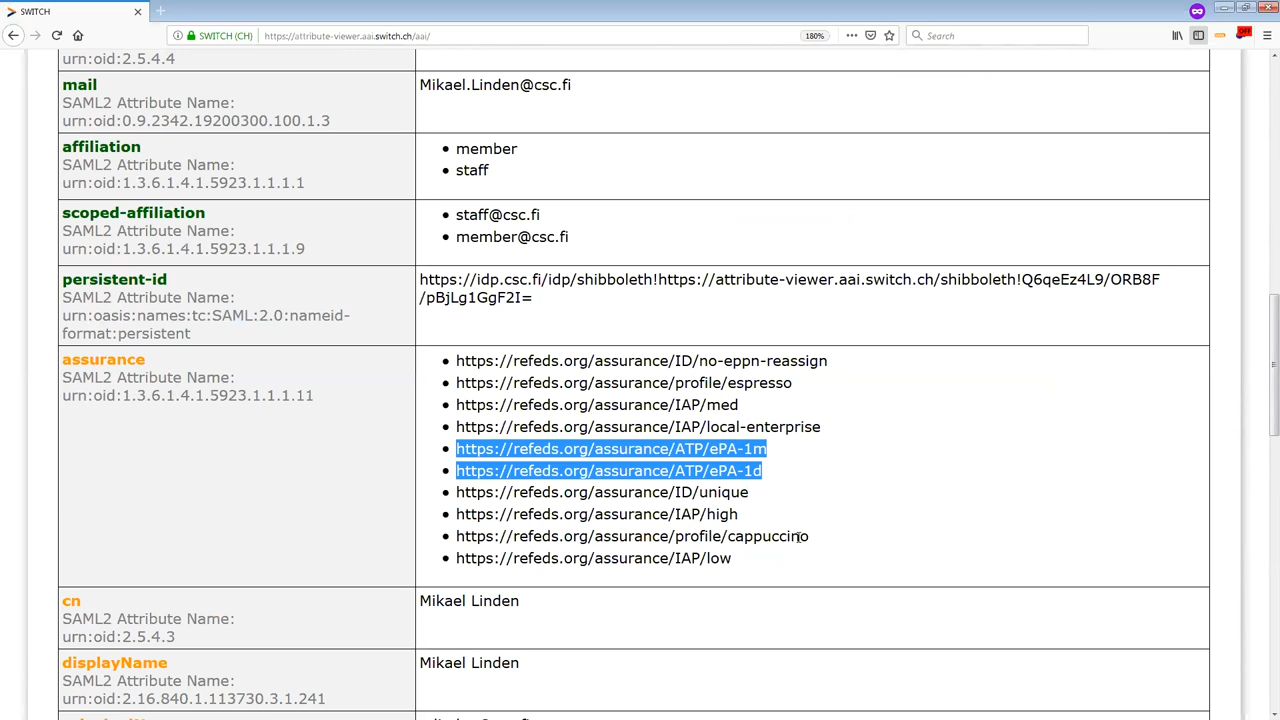 SWITCH
SWITCH (CH)
https://attribute-viewer.aai.switch.ch/aai/
180%
Search
OFF
urn:oid:2.5.4.4
mail
SAML2 Attribute Name:
urn:oid:0.9.2342.19200300.100.1.3
Mikael.Linden@csc.fi
affiliation
SAML2 Attribute Name:
urn:oid:1.3.6.1.4.1.5923.1.1.1.1
member
staff
scoped-affiliation
SAML2 Attribute Name:
urn:oid:1.3.6.1.4.1.5923.1.1.1.9
staff@csc.fi
member@csc.fi
persistent-id
SAML2 Attribute Name:
urn:oasis:names:tc:SAML:2.0:nameid-
format:persistent
https://idp.csc.fi/idp/shibboleth!https://attribute-viewer.aai.switch.ch/shibboleth!Q6qeEz4L9/ORB8F
/pBjLg1GgF2I=
assurance
SAML2 Attribute Name:
urn:oid:1.3.6.1.4.1.5923.1.1.1.11
https://refeds.org/assurance/ID/no-eppn-reassign
https://refeds.org/assurance/profile/espresso
https://refeds.org/assurance/IAP/med
https://refeds.org/assurance/IAP/local-enterprise
https://refeds.org/assurance/ATP/ePA-1m
https://refeds.org/assurance/ATP/ePA-1d
https://refeds.org/assurance/ID/unique
https://refeds.org/assurance/IAP/high
https://refeds.org/assurance/profile/cappuccino
https://refeds.org/assurance/IAP/low
cn
SAML2 Attribute Name:
urn:oid:2.5.4.3
Mikael Linden
displayName
SAML2 Attribute Name:
urn:oid:2.16.840.1.113730.3.1.241
Mikael Linden